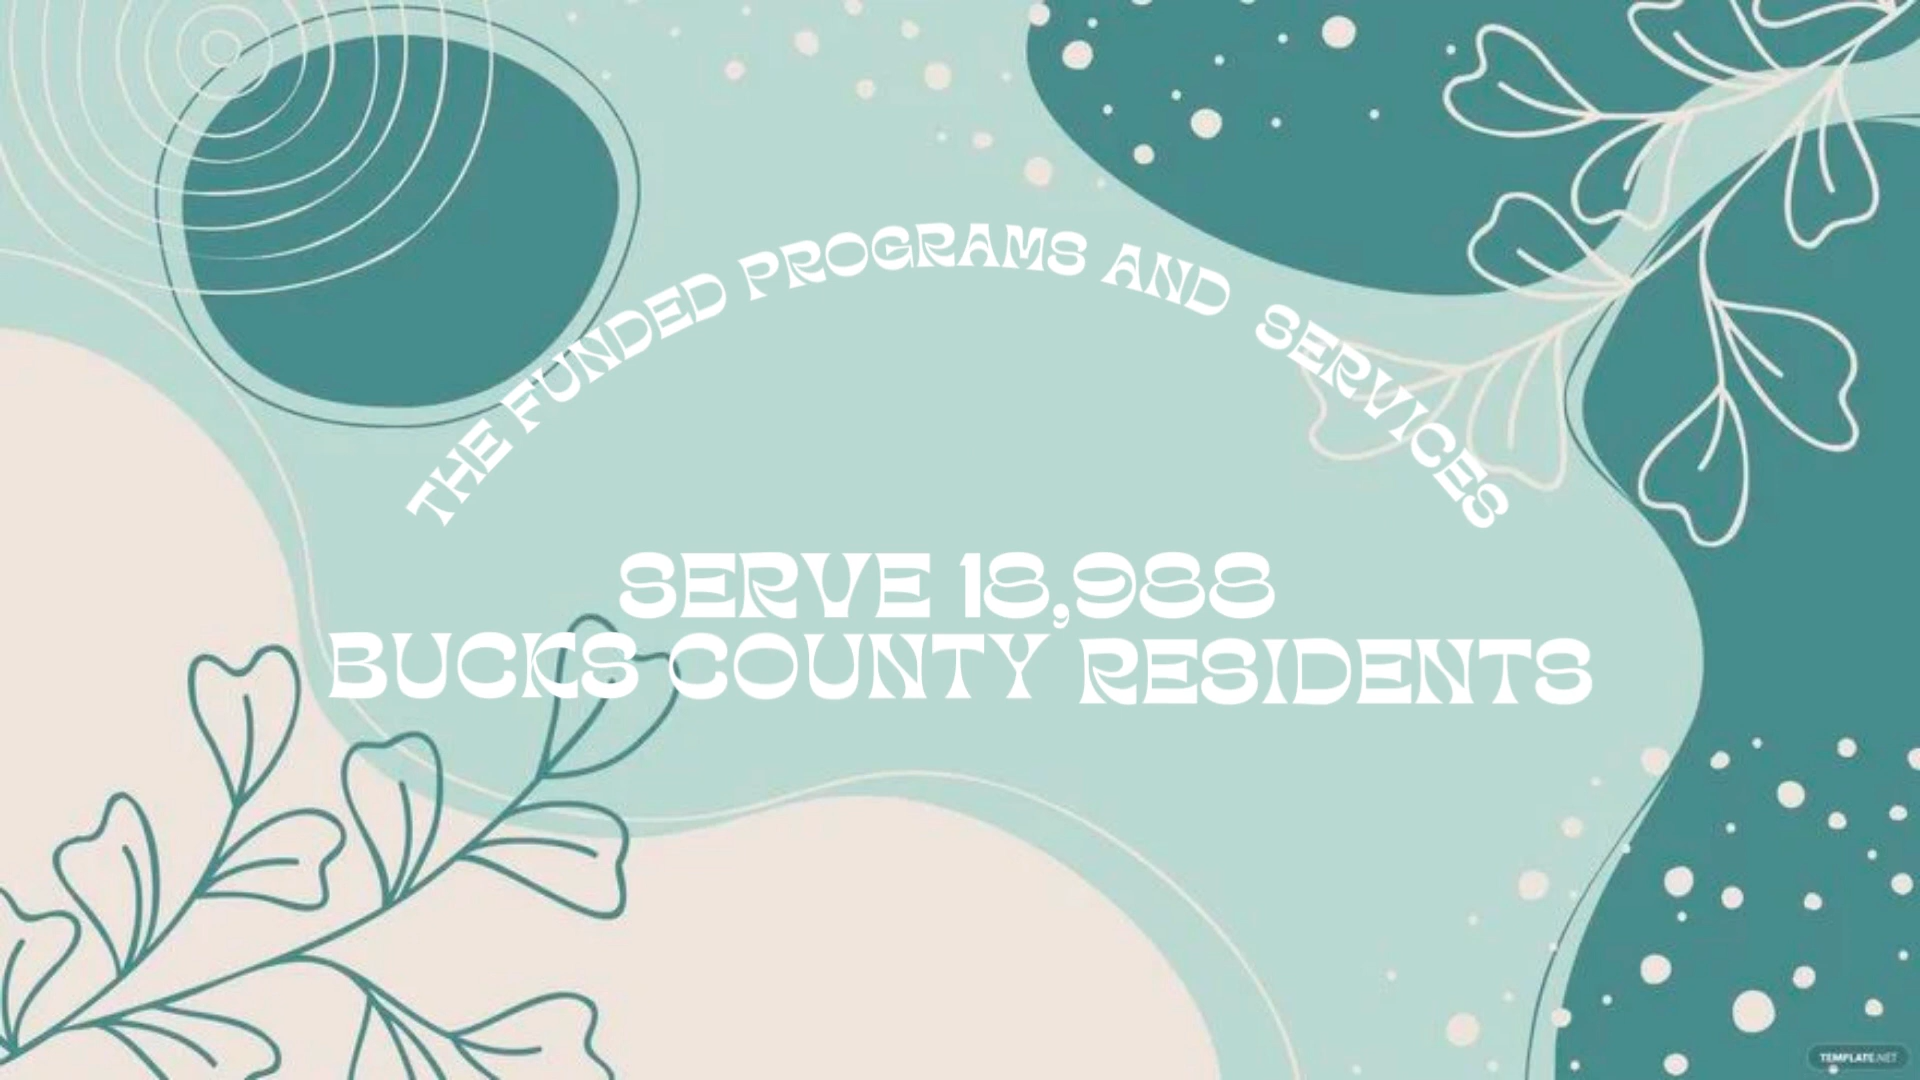 THE FUNDED PROGRAMS AND SERVICES
SERVE 18,988
BUCKS COUNTY RESIDENTS
TEMPLATE.NET